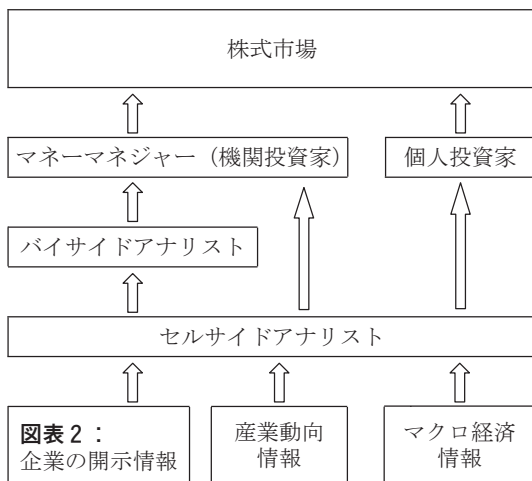 株式市場
マネーマネジャー（機関投資家）
個人投資家
バイサイドアナリスト
セルサイドアナリスト
図表2：
企業の開示情報
産業動向
情報
マクロ経済
情報